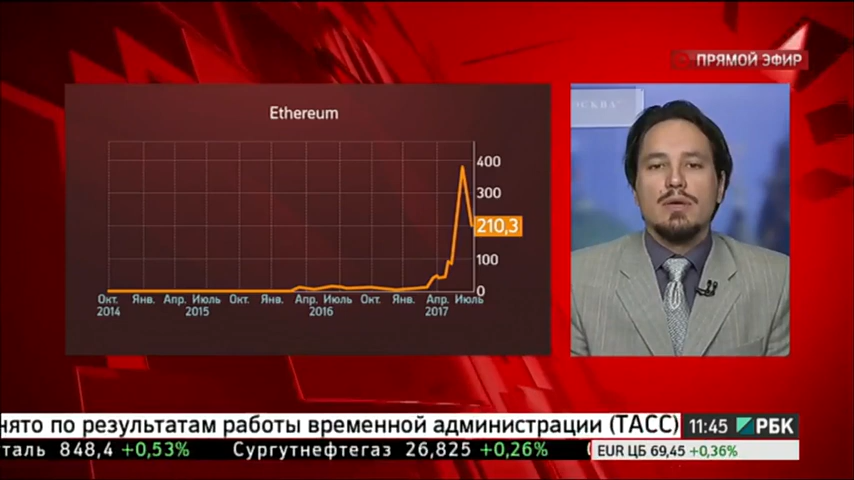 ПРЯМОЙ ЭФИР
Ethereum
400
300
210,3
100
0
Окт. Янв. Апр. Июль Окт. Янв. Апр. Июль Окт. Янв. Апр. Июль
2014 2015 2016 2017
ОСКВА"
нято по результатам работы временной администрации (ТАСС)
11:45 РБК
таль 848,4 +0,53% Сургутнефтегаз 26,825 +0,26%
EUR ЦБ 69,45 +0,36%